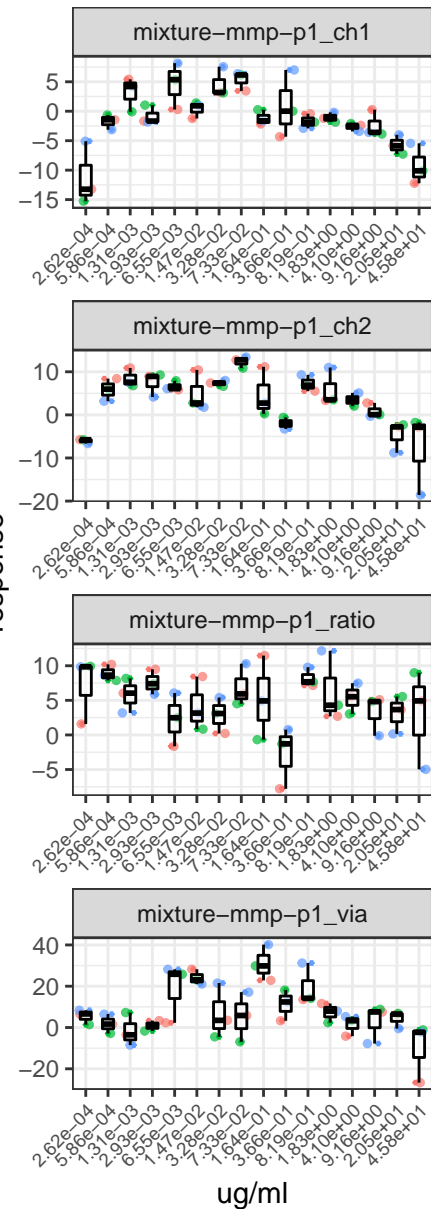 mixture-mmp-p1_ch1
5
0
−5
−10
−15
2.62e−04
5.86e−04
1.31e−03
2.93e−03
6.55e−03
1.47e−02
3.28e−02
7.33e−02
1.64e−01
3.66e−01
8.19e−01
1.83e+00
4.10e+00
9.16e+00
2.05e+01
4.58e+01
mixture-mmp-p1_ch2
10
0
−10
−20
2.62e−04
5.86e−04
1.31e−03
2.93e−03
6.55e−03
1.47e−02
3.28e−02
7.33e−02
1.64e−01
3.66e−01
8.19e−01
1.83e+00
4.10e+00
9.16e+00
2.05e+01
4.58e+01
mixture-mmp-p1_ratio
10
5
0
−5
2.62e−04
5.86e−04
1.31e−03
2.93e−03
6.55e−03
1.47e−02
3.28e−02
7.33e−02
1.64e−01
3.66e−01
8.19e−01
1.83e+00
4.10e+00
9.16e+00
2.05e+01
4.58e+01
mixture-mmp-p1_via
40
20
0
−20
2.62e−04
5.86e−04
1.31e−03
2.93e−03
6.55e−03
1.47e−02
3.28e−02
7.33e−02
1.64e−01
3.66e−01
8.19e−01
1.83e+00
4.10e+00
9.16e+00
2.05e+01
4.58e+01
ug/ml